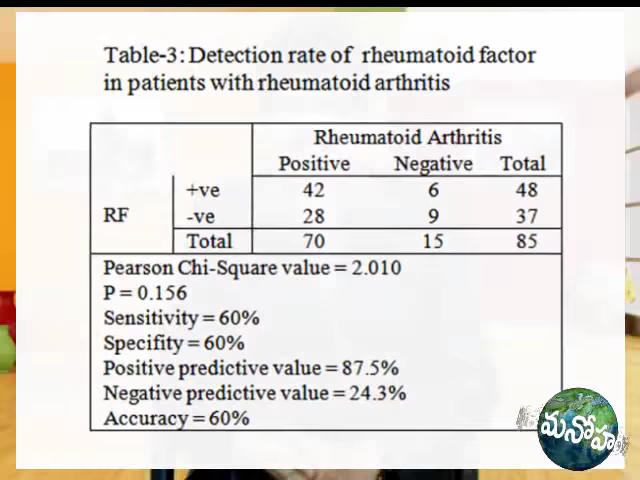 Table-3: Detection rate of rheumatoid factor
in patients with rheumatoid arthritis
Rheumatoid Arthritis
Positive Negative Total
+ve 42 6 48
RF -ve 28 9 37
Total 70 15 85
Pearson Chi-Square value = 2.010
P = 0.156
Sensitivity = 60%
Specifity = 60%
Positive predictive value = 87.5%
Negative predictive value = 24.3%
Accuracy = 60%
మనోహ